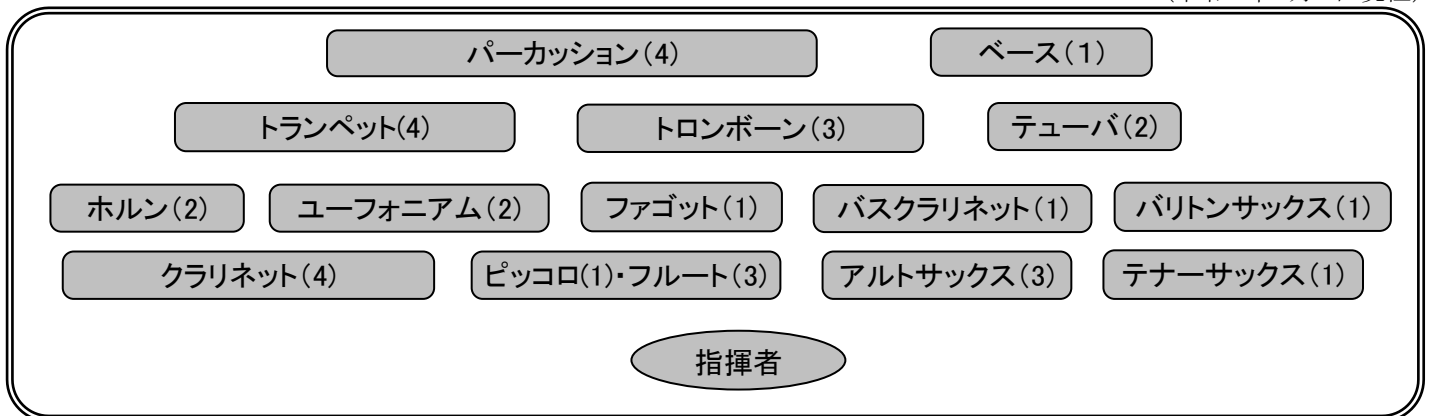 パーカッション(4) ベース(1)
トランペット(4) トロンボーン(3) テューバ(2)
ホルン(2) ユーフォニアム(2) ファゴット(1) バスクラリネット(1) バリトンサックス(1)
クラリネット(4) ピッコロ(1)・フルート(3) アルトサックス(3) テナーサックス(1)
指揮者